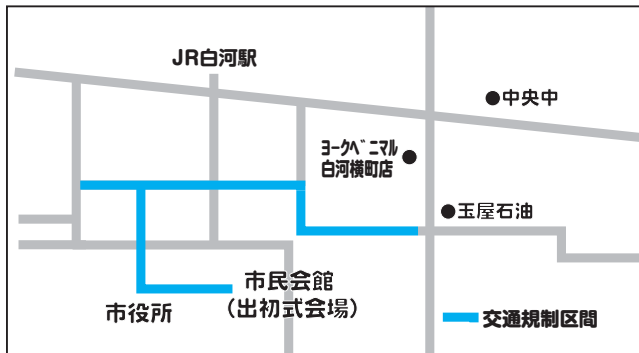 JR白河駅
中央中
ヨークベニマル
白河横町店
玉屋石油
市民会館
(出初式会場)
市役所
交通規制区間